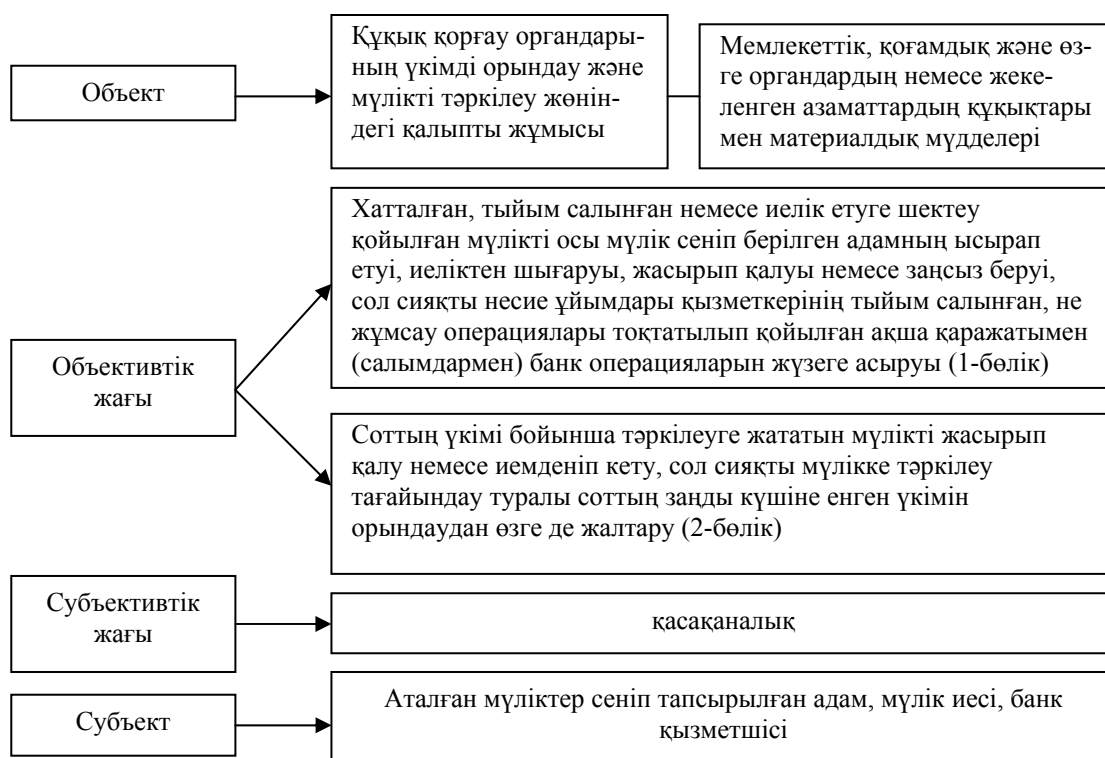 Объект
Құқық қорғау органдары-
ның үкімді орындау және
мүлікті тәркілеу жөнін-
дегі қалыпты жұмысы
Мемлекеттік, қоғамдық және өз-
ге органдардың немесе жеке-
ленген азаматтардың құқықтары
мен материалдық мүдделері
Объективтік
жағы
Хатталған, тыйым салынған немесе иелік етуге шектеу
қойылған мүлікті осы мүлік сеніп берілген адамның ысырап
етуі, иеліктен шығаруы, жасырып қалуы немесе заңсыз беруі,
сол сияқты несие ұйымдары қызметкерінің тыйым салынған, не
жұмсау операциялары тоқтатылып қойылған ақша қаражатымен
(салымдармен) банк операцияларын жүзеге асыруы (1-бөлік)
Соттың үкімі бойынша тәркілеуге жататын мүлікті жасырып
қалу немесе иемденіп кету, сол сияқты мүлікке тәркілеу
тағайындау туралы соттың заңды күшіне енген үкімін
орындаудан өзге де жалтару (2-бөлік)
Субъективтік
жағы
қасақаналық
Субъект
Аталған мүліктер сеніп тапсырылған адам, мүлік иесі, банк
қызметшісі